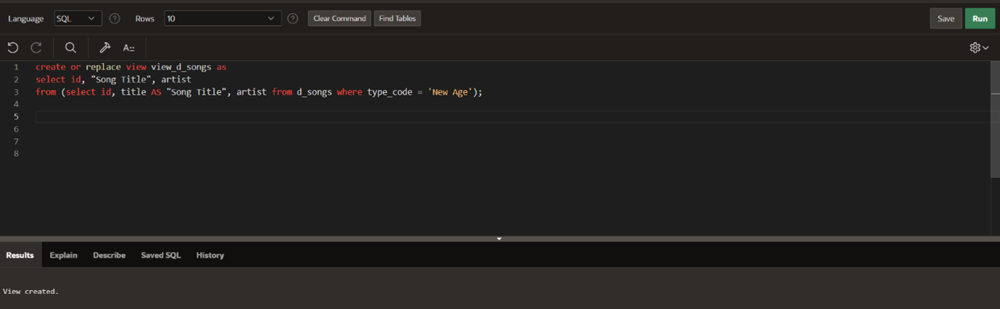 Language SQL Rows 10 Clear Command Find Tables Save Run
A::
1 create or replace view view_d_songs as
2 select id, "Song Title", artist
3 from (select id, title AS "Song Title", artist from d_songs where type_code = 'New Age');
4
5
6
7
8
Results Explain Describe Saved SQL History
View created.